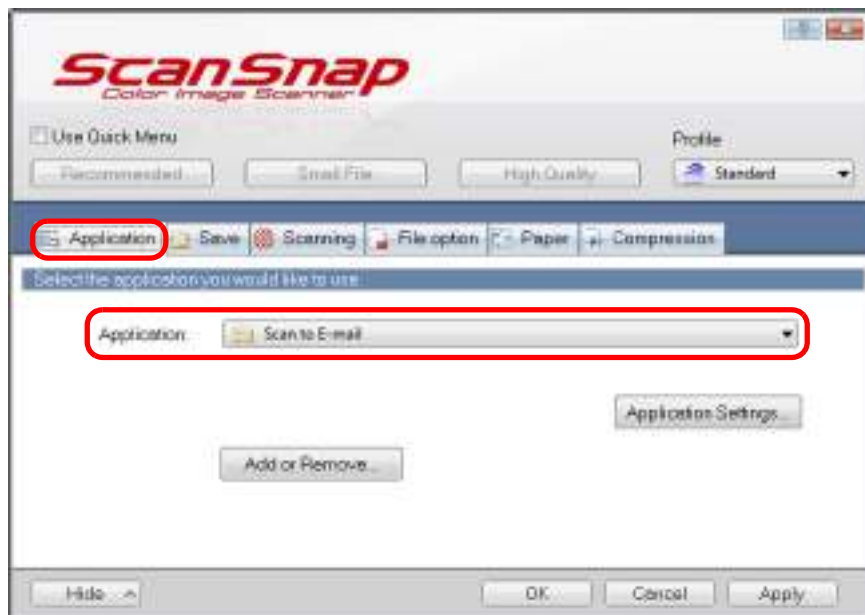 ScanSnap
Color Image Scanner
Use Quick Menu
Profile
Recommended
Small File
High Quality
Standard
Application
Save
Scanning
File option
Paper
Compression
Select the application you would like to use.
Application:
Scan to E-mail
Application Settings...
Add or Remove...
Hide
OK
Cancel
Apply